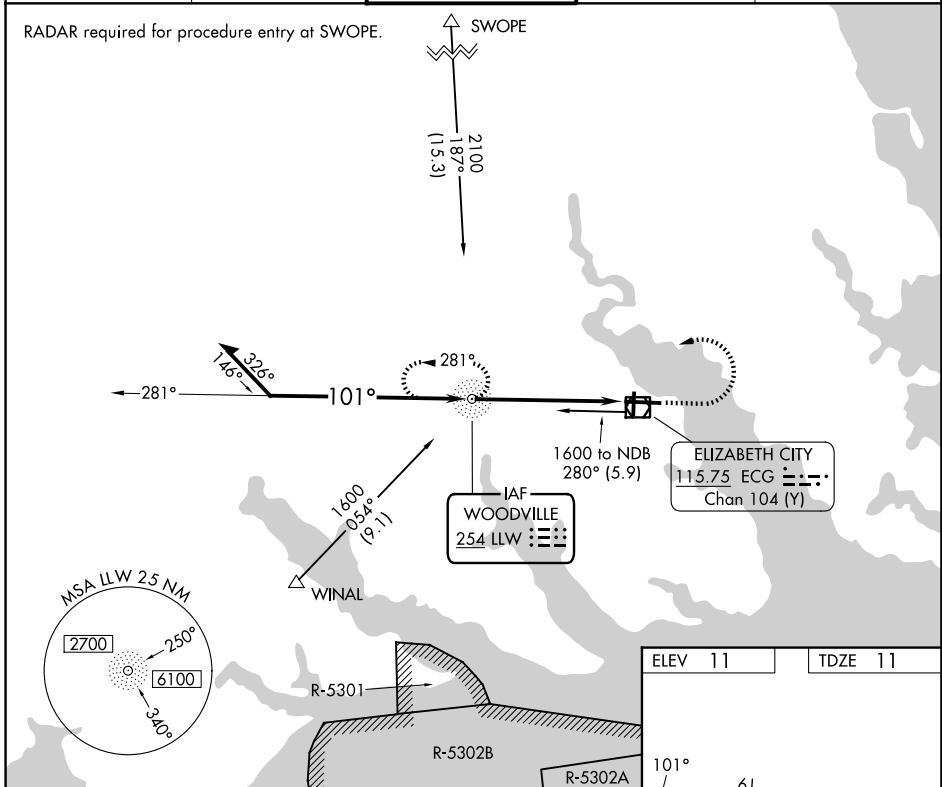 RADAR required for procedure entry at SWOPE.
SWOPE
2100
187°
(15.3)
326°
146°
281°
101°
281°
1600 to NDB
280° (5.9)
ELIZABETH CITY
115.75 ECG
Chan 104 (Y)
IAF
WOODVILLE
254 LLW
1600
054°
(9.1)
WINAL
MSA LLW 25 NM
2700
250°
6100
340°
R-5301
R-5302B
R-5302A
ELEV 11
TDZE 11
101°